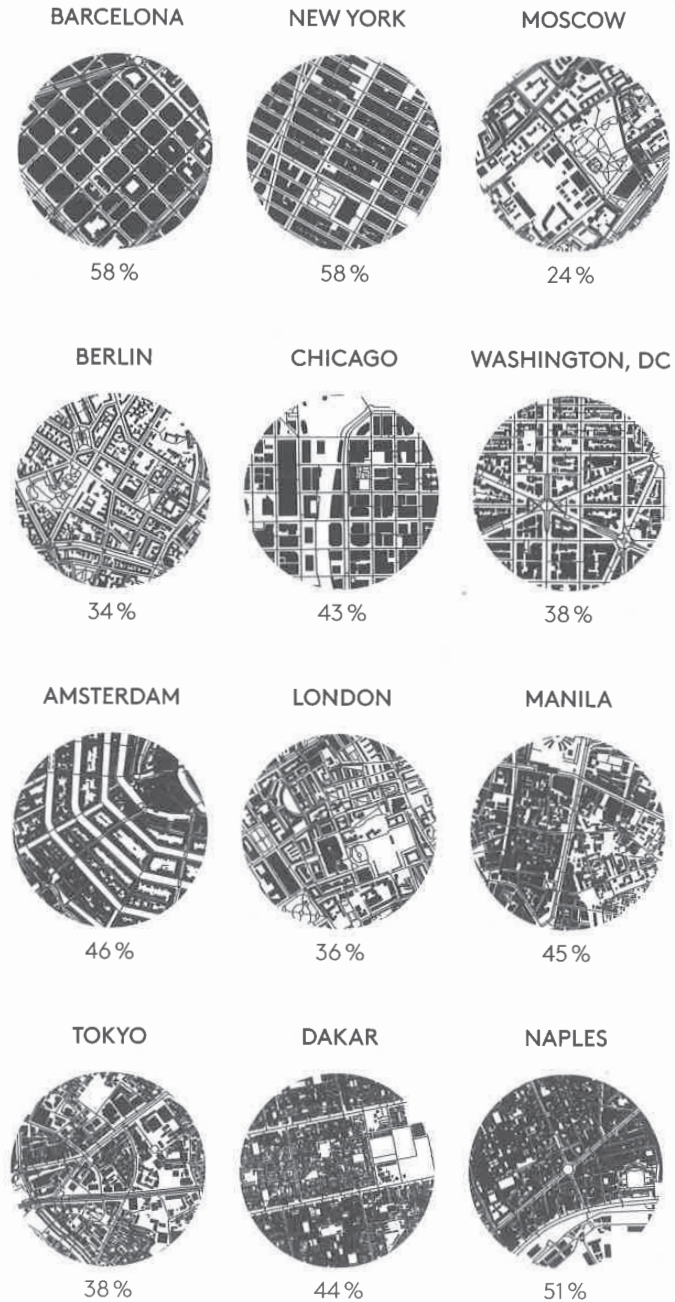 BARCELONA NEW YORK MOSCOW
58 % 58 % 24 %
BERLIN CHICAGO WASHINGTON, DC
34 % 43 % 38 %
AMSTERDAM LONDON MANILA
46 % 36 % 45 %
TOKYO DAKAR NAPLES
38 % 44 % 51 %